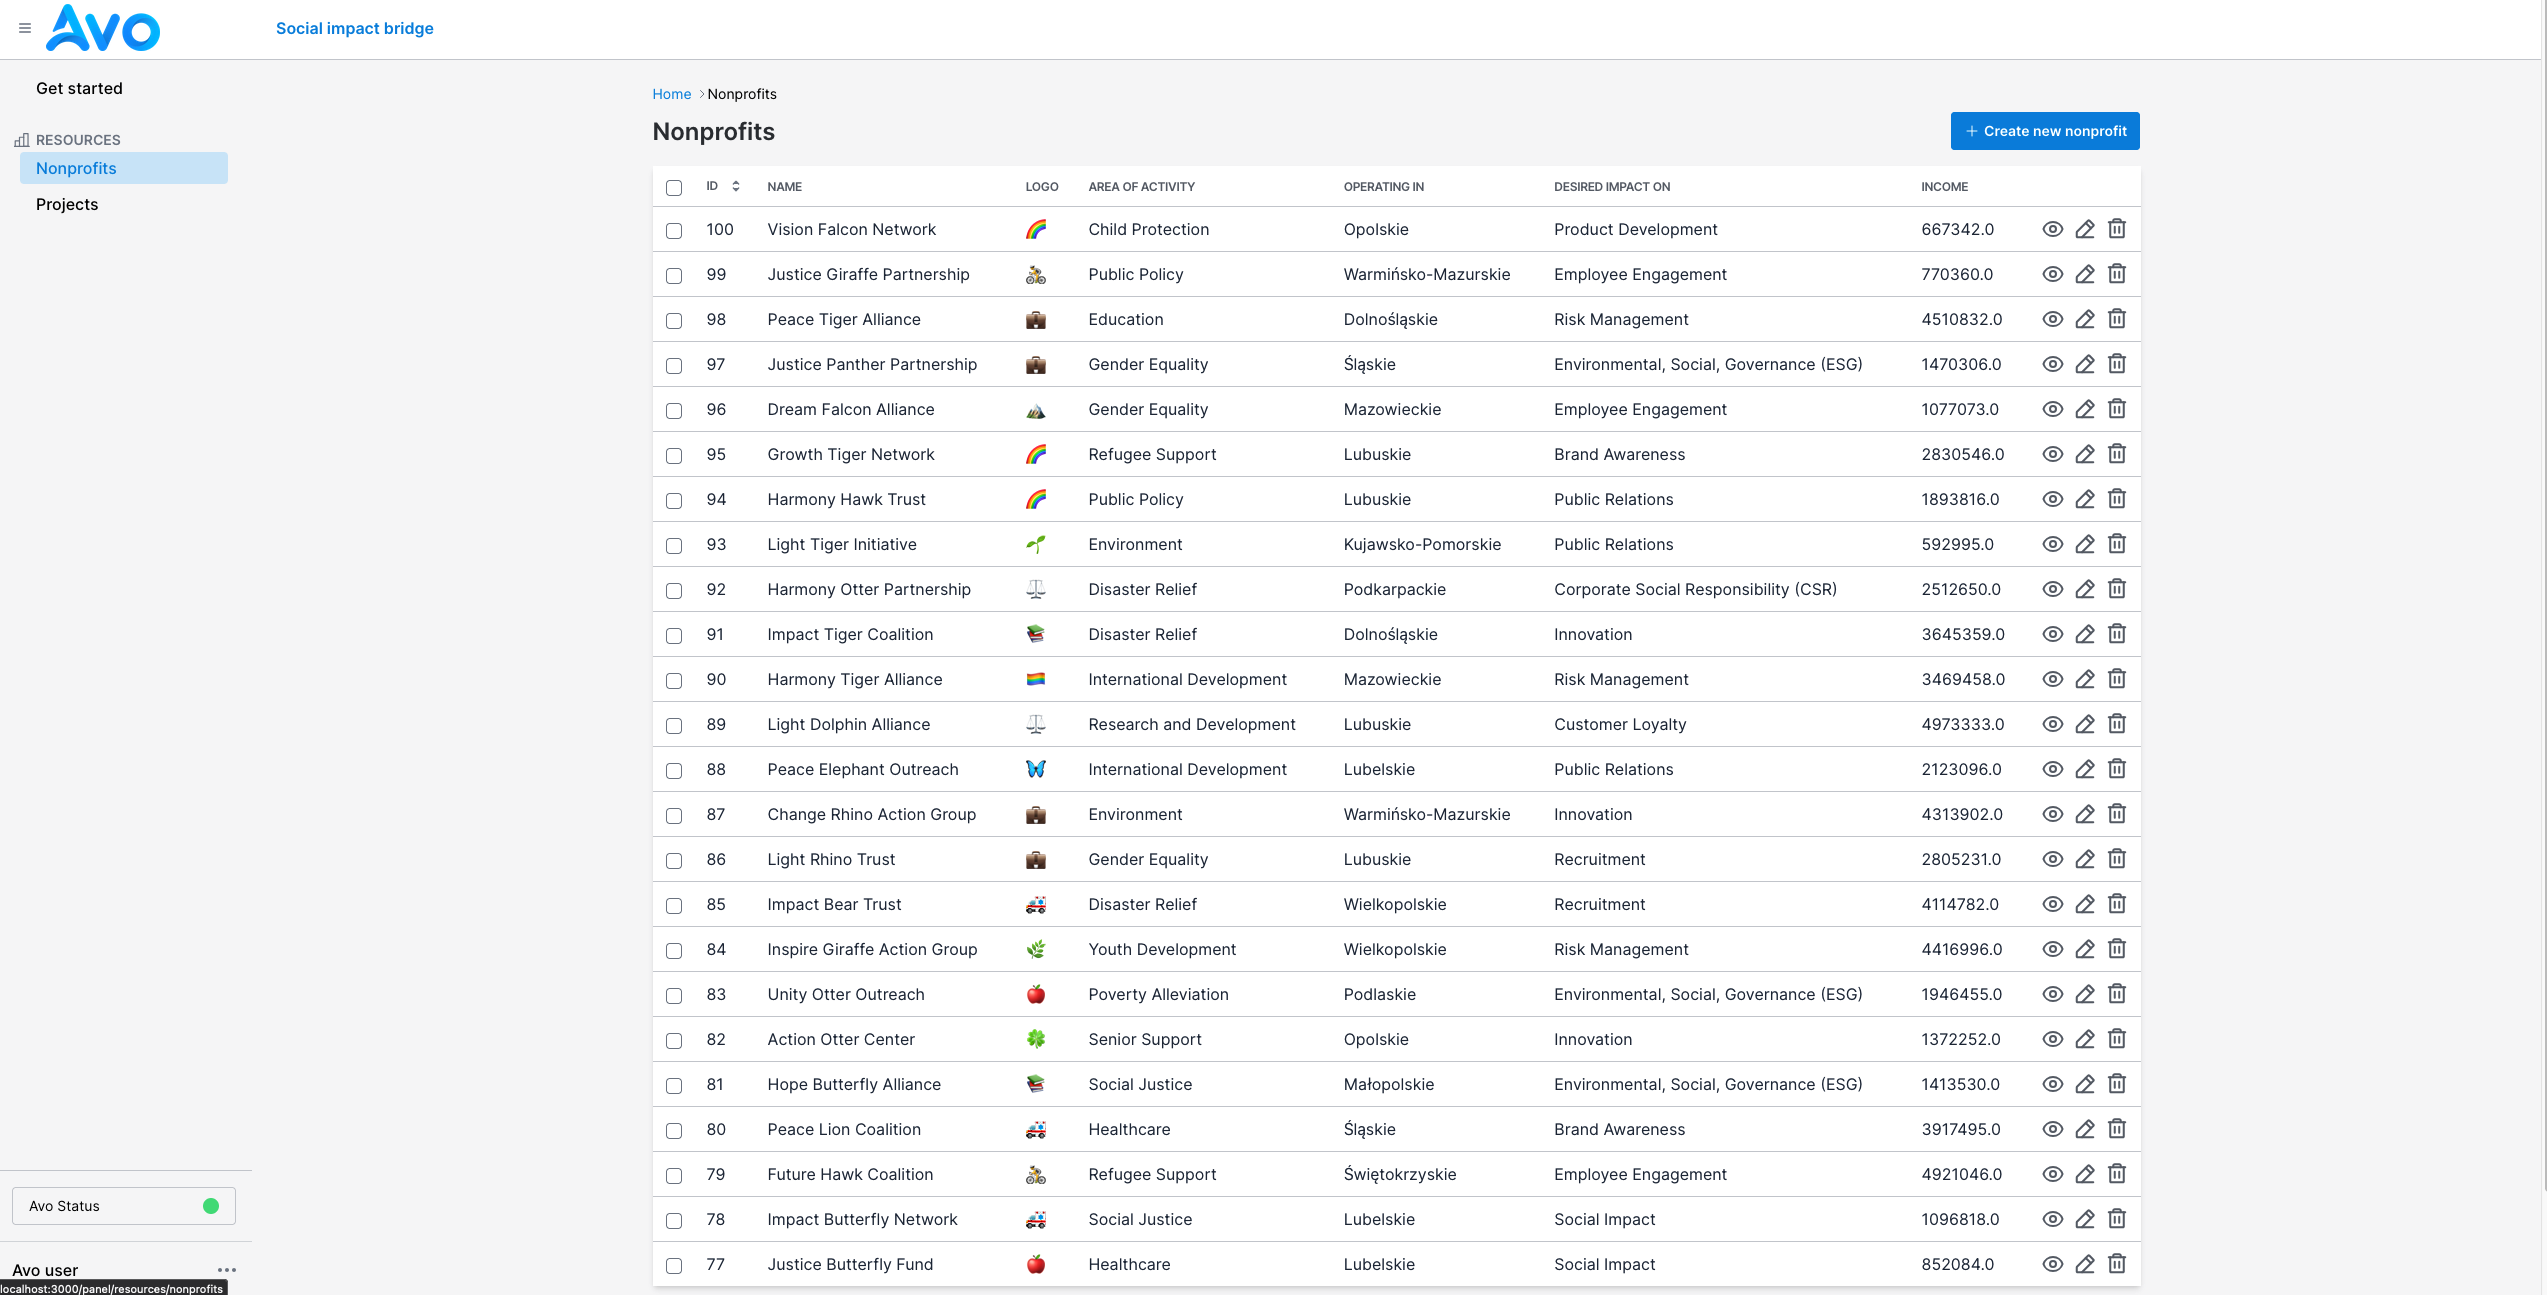 Avo
Social impact bridge
Get started
RESOURCES
Nonprofits
Projects
Home > Nonprofits
Nonprofits
+ Create new nonprofit
ID NAME LOGO AREA OF ACTIVITY OPERATING IN DESIRED IMPACT ON INCOME
100 Vision Falcon Network Child Protection Opolskie Product Development 667342.0
99 Justice Giraffe Partnership Public Policy Warmińsko-Mazurskie Employee Engagement 770360.0
98 Peace Tiger Alliance Education Dolnośląskie Risk Management 4510832.0
97 Justice Panther Partnership Gender Equality Śląskie Environmental, Social, Governance (ESG) 1470306.0
96 Dream Falcon Alliance Gender Equality Mazowieckie Employee Engagement 1077073.0
95 Growth Tiger Network Refugee Support Lubuskie Brand Awareness 2830546.0
94 Harmony Hawk Trust Public Policy Lubuskie Public Relations 1893816.0
93 Light Tiger Initiative Environment Kujawsko-Pomorskie Public Relations 592995.0
92 Harmony Otter Partnership Disaster Relief Podkarpackie Corporate Social Responsibility (CSR) 2512650.0
91 Impact Tiger Coalition Disaster Relief Dolnośląskie Innovation 3645359.0
90 Harmony Tiger Alliance International Development Mazowieckie Risk Management 3469458.0
89 Light Dolphin Alliance Research and Development Lubuskie Customer Loyalty 4973333.0
88 Peace Elephant Outreach International Development Lubelskie Public Relations 2123096.0
87 Change Rhino Action Group Environment Warmińsko-Mazurskie Innovation 4313902.0
86 Light Rhino Trust Gender Equality Lubuskie Recruitment 2805231.0
85 Impact Bear Trust Disaster Relief Wielkopolskie Recruitment 4114782.0
84 Inspire Giraffe Action Group Youth Development Wielkopolskie Risk Management 4416996.0
83 Unity Otter Outreach Poverty Alleviation Podlaskie Environmental, Social, Governance (ESG) 1946455.0
82 Action Otter Center Senior Support Opolskie Innovation 1372252.0
81 Hope Butterfly Alliance Social Justice Małopolskie Environmental, Social, Governance (ESG) 1413530.0
80 Peace Lion Coalition Healthcare Śląskie Brand Awareness 3917495.0
79 Future Hawk Coalition Refugee Support Świętokrzyskie Employee Engagement 4921046.0
78 Impact Butterfly Network Social Justice Lubelskie Social Impact 1096818.0
77 Justice Butterfly Fund Healthcare Lubelskie Social Impact 852084.0
Avo Status
Avo user
localhost:3000/panel/resources/nonprofits